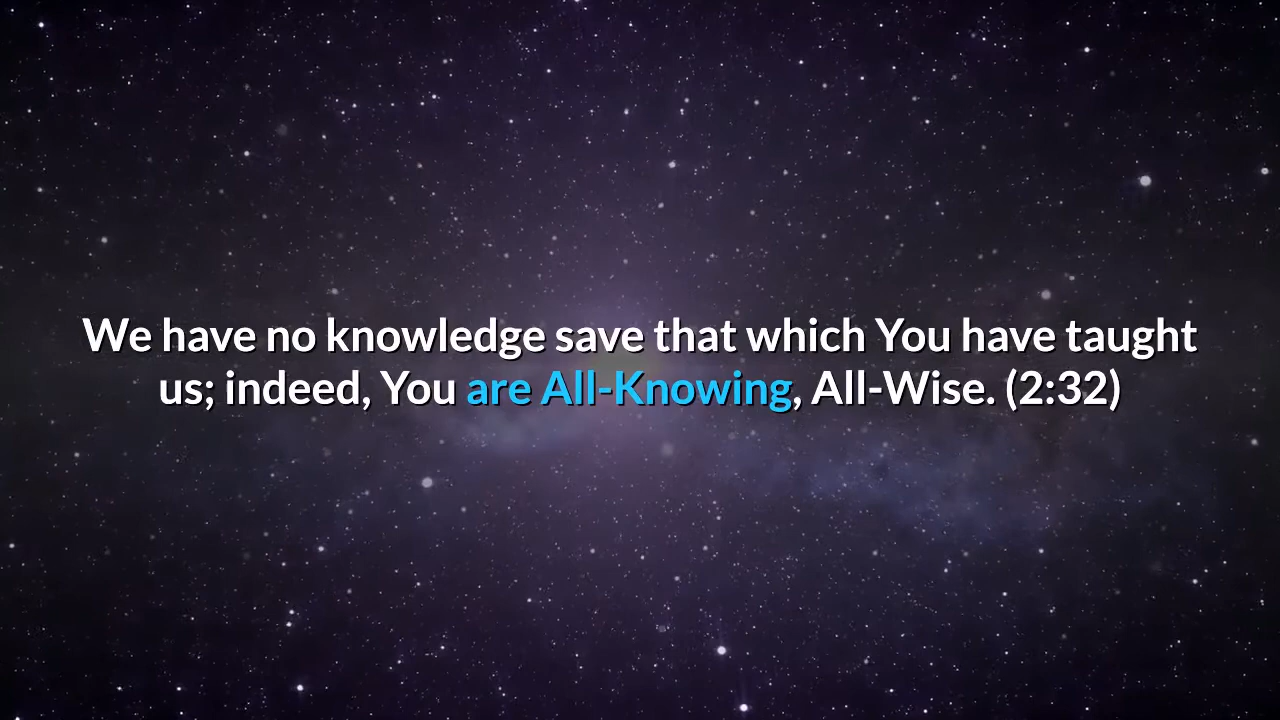 We have no knowledge save that which You have taught
us; indeed, You are All-Knowing, All-Wise. (2:32)